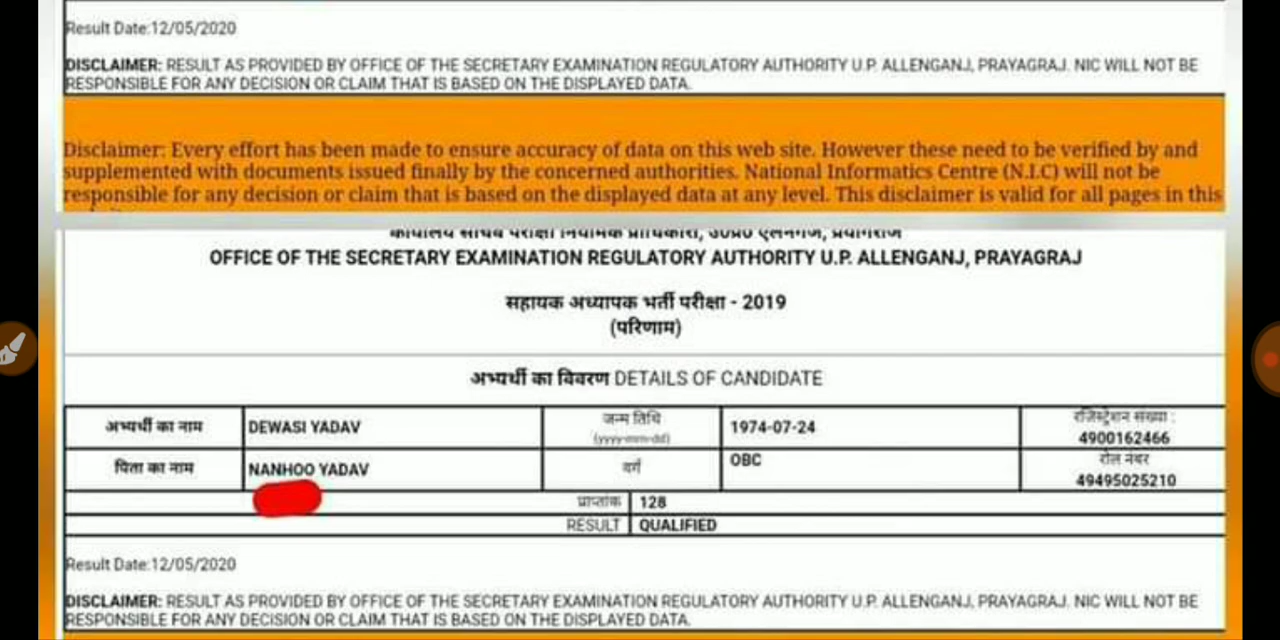 Result Date:12/05/2020
DISCLAIMER: RESULT AS PROVIDED BY OFFICE OF THE SECRETARY EXAMINATION REGULATORY AUTHORITY U.P. ALLENGANJ, PRAYAGRAJ. NIC WILL NOT BE
RESPONSIBLE FOR ANY DECISION OR CLAIM THAT IS BASED ON THE DISPLAYED DATA.
Disclaimer: Every effort has been made to ensure accuracy of data on this web site. However these need to be verified by and
supplemented with documents issued finally by the concerned authorities. National Informatics Centre (N.I.C) will not be
responsible for any decision or claim that is based on the displayed data at any level. This disclaimer is valid for all pages in this
OFFICE OF THE SECRETARY EXAMINATION REGULATORY AUTHORITY U.P. ALLENGANJ, PRAYAGRAJ
सहायक अध्यापक भर्ती परीक्षा - 2019
(परिणाम)
अभ्यर्थी का विवरण DETAILS OF CANDIDATE
अभ्यर्थी का नाम DEWASI YADAV जन्म तिथि (yyyy-mm-dd) 1974-07-24 रजिस्ट्रेशन संख्या : 4900162466
पिता का नाम NANHOO YADAV वर्ग OBC रोल नंबर 49495025210
प्राप्तांक 128
RESULT QUALIFIED
Result Date:12/05/2020
DISCLAIMER: RESULT AS PROVIDED BY OFFICE OF THE SECRETARY EXAMINATION REGULATORY AUTHORITY U.P. ALLENGANJ, PRAYAGRAJ. NIC WILL NOT BE
RESPONSIBLE FOR ANY DECISION OR CLAIM THAT IS BASED ON THE DISPLAYED DATA.